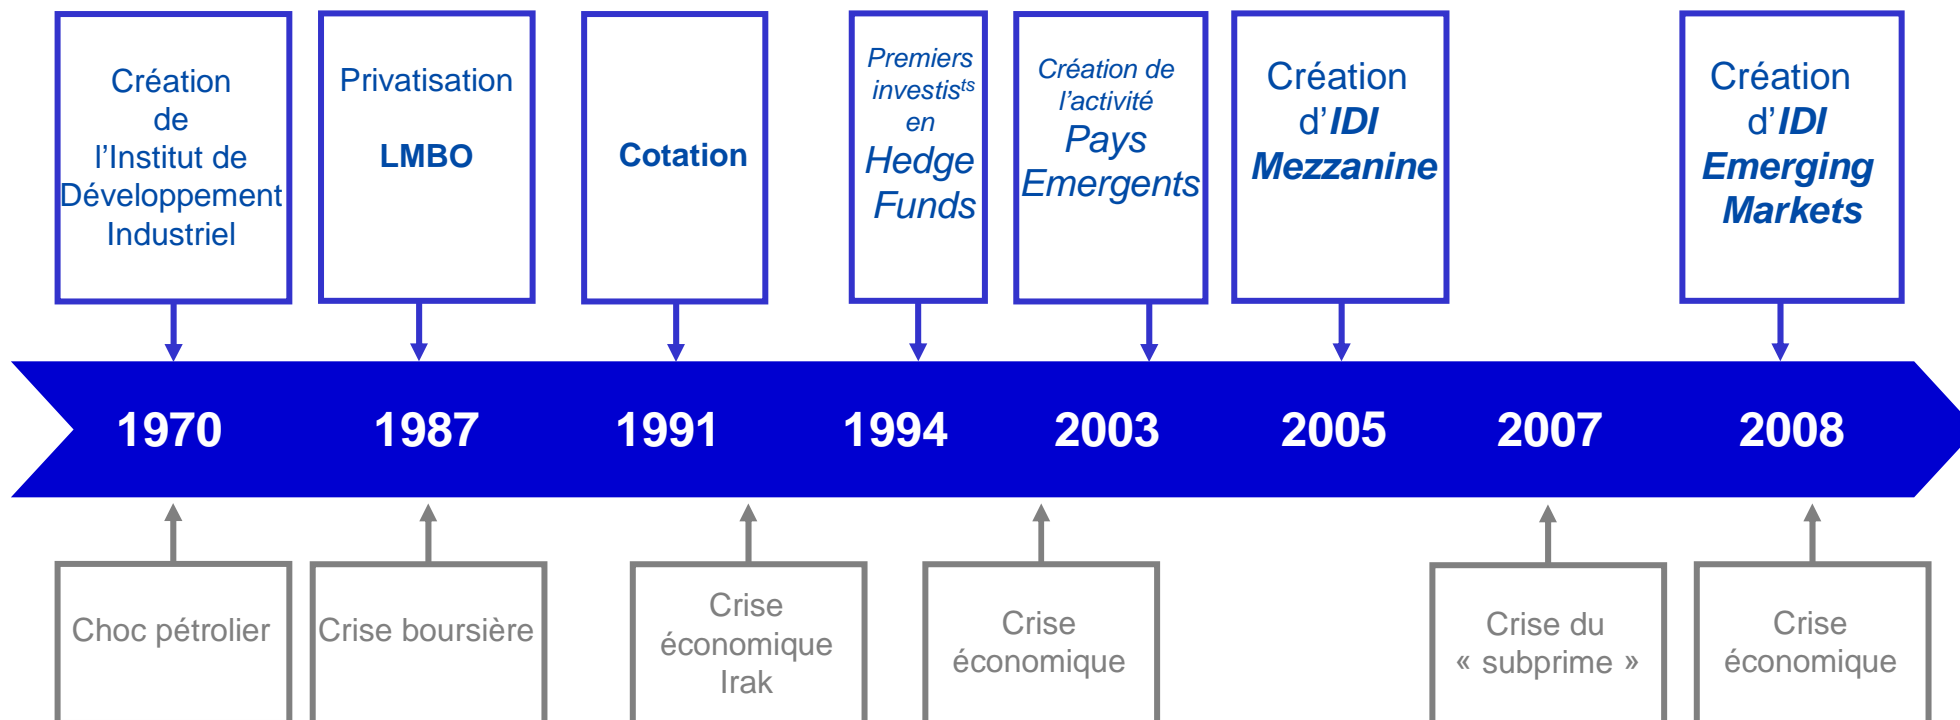 Création
de
l’Institut de
Développement
Industriel
Privatisation
LMBO
Cotation
Premiers
investisᵗˢ
en
Hedge
Funds
Création de
l’activité
Pays
Emergents
Création
d’IDI
Mezzanine
Création
d’IDI
Emerging
Markets
1970
1987
1991
1994
2003
2005
2007
2008
Choc pétrolier
Crise boursière
Crise
économique
Irak
Crise
économique
Crise du
« subprime »
Crise
économique